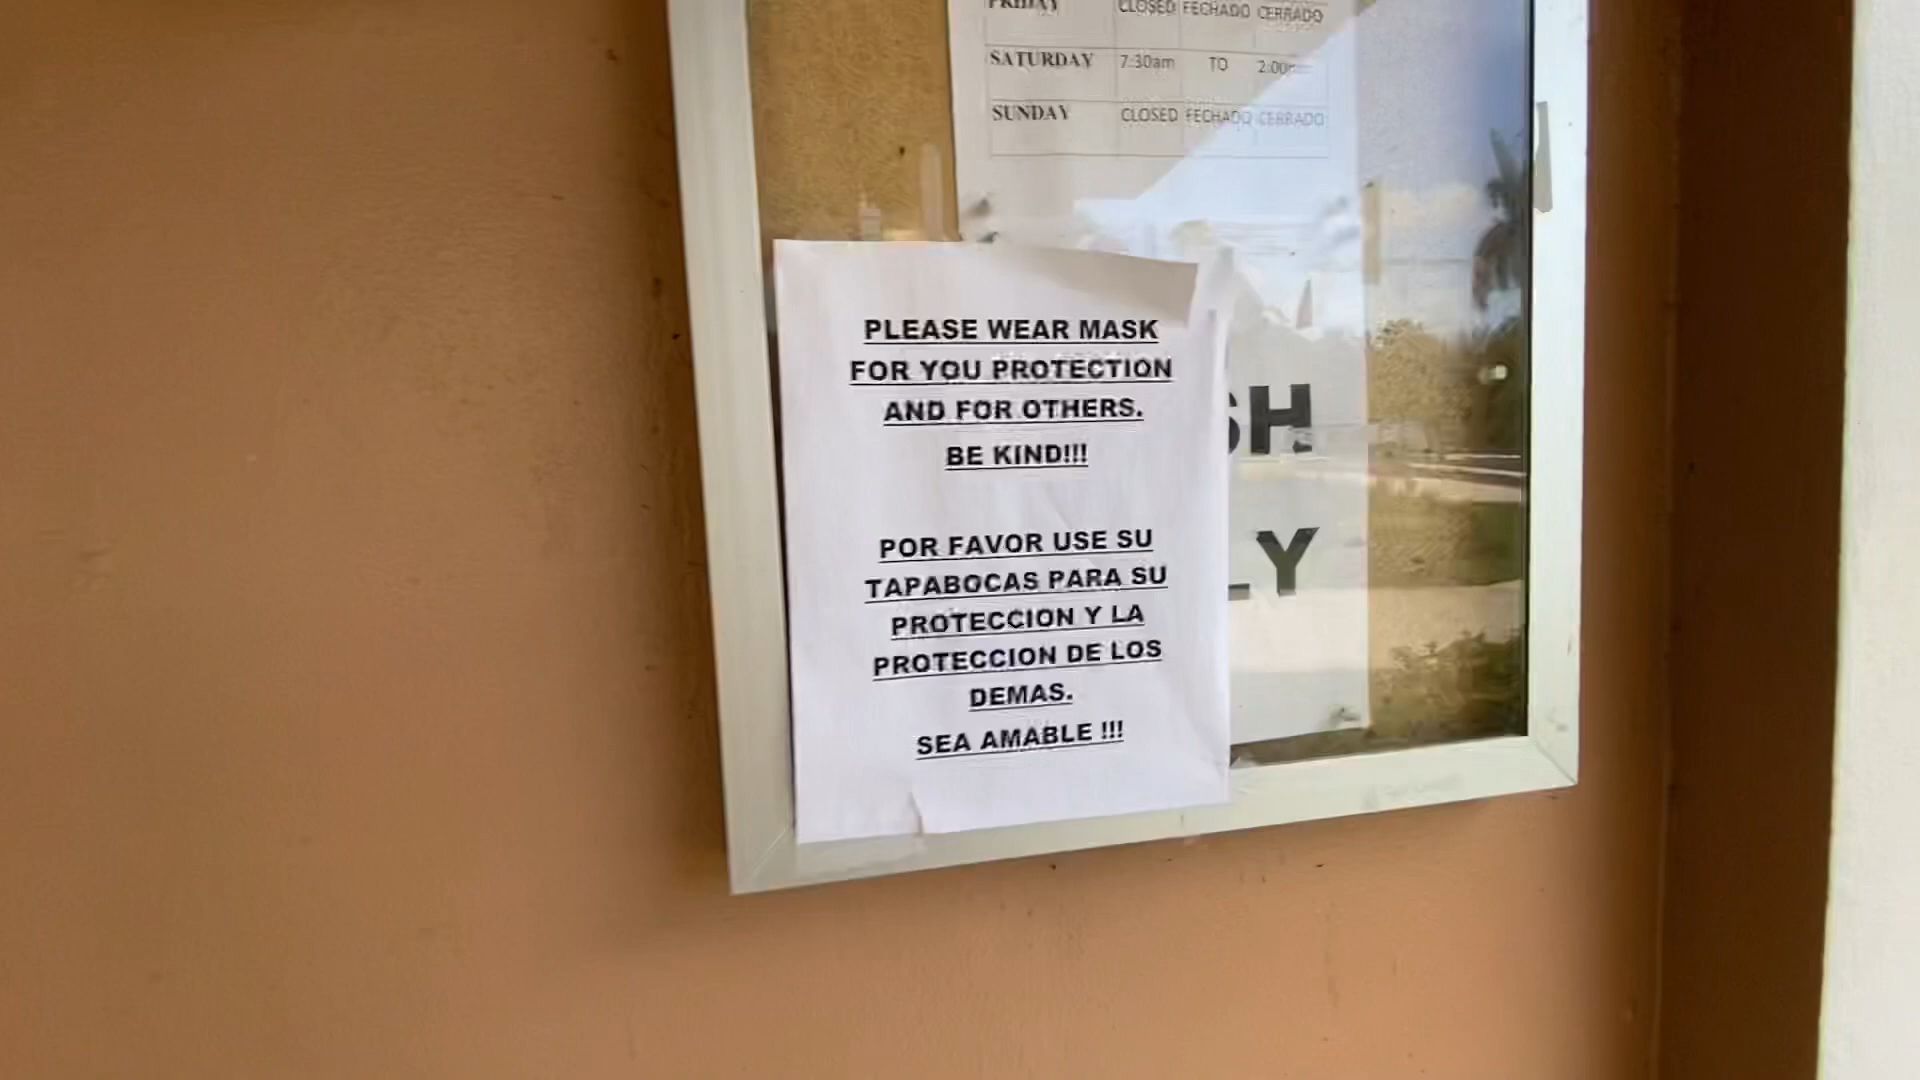 FRIDAY CLOSED FECHADO CERRADO
SATURDAY 7:30am TO
SUNDAY CLOSED FECHADO CERRADO
PLEASE WEAR MASK
FOR YOU PROTECTION
AND FOR OTHERS.
BE KIND!!!
POR FAVOR USE SU
TAPABOCAS PARA SU
PROTECCION Y LA
PROTECCION DE LOS
DEMAS.
SEA AMABLE !!!
SH
LY